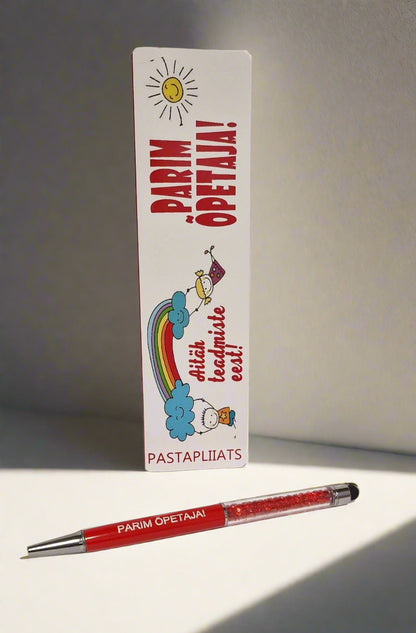 PARIM
ÕPETAJA!
Aitäh
teadmiste
eest!
PASTAPLIIATS
PARIM ÕPETAJA!